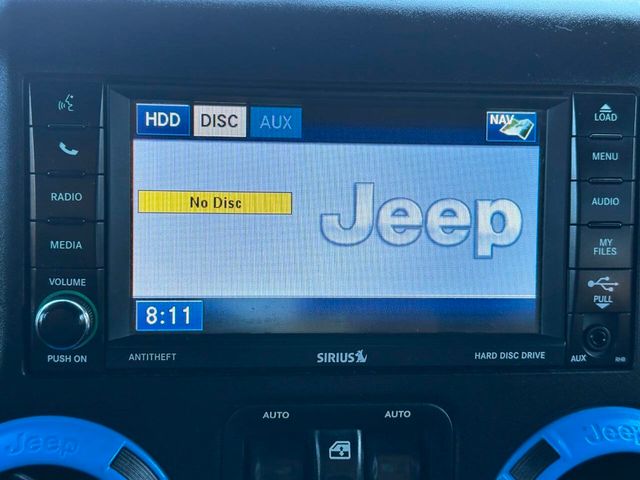 HDD DISC AUX NAV
No Disc
Jeep
8:11
RADIO
MEDIA
VOLUME
PUSH ON
LOAD
MENU
AUDIO
MY
FILES
PULL
AUX RHR
ANTITHEFT SIRIUS HARD DISC DRIVE
AUTO AUTO
Jeep Jeep